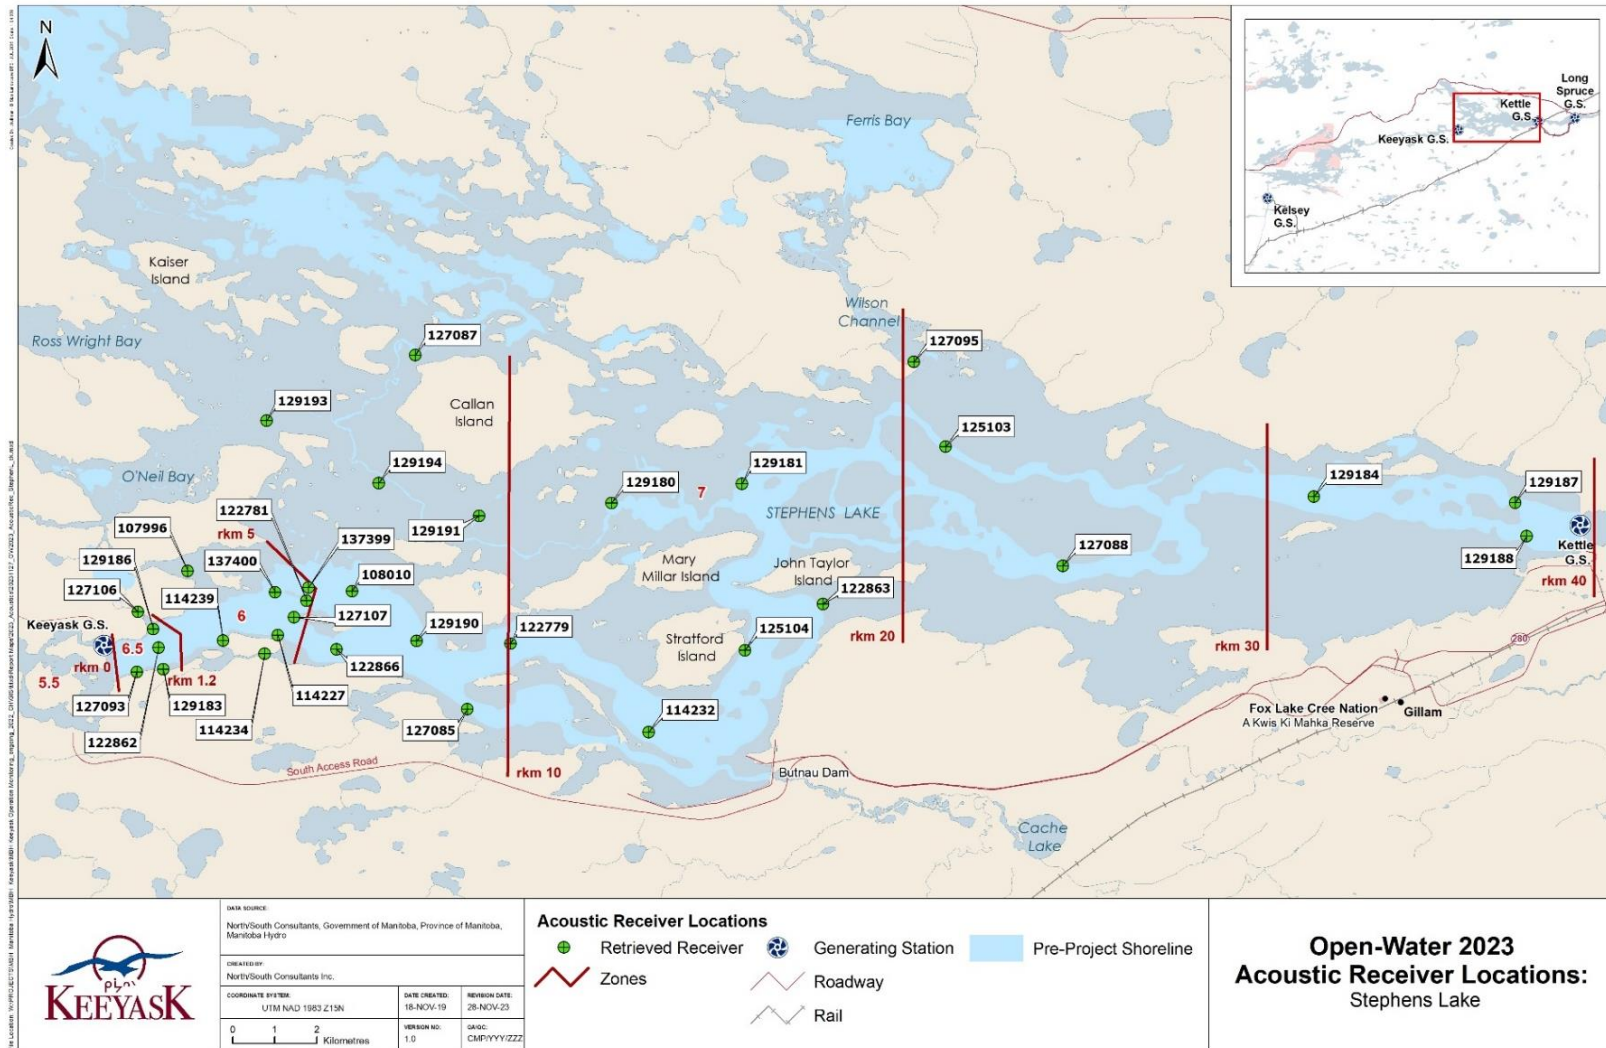 N
Ferris Bay
Kaiser
Island
Ross Wright Bay
Wilson
Channel
127087
127095
129193
Callan
Island
125103
129194
O'Neil Bay
129181
129180
7
129184
129187
STEPHENS LAKE
122781
107996
rkm 5
137399
129191
129186
137400
108010
127088
Kettle
G.S.
129188
rkm 40
Mary
Millar Island
John Taylor
Island
127106
114239
6
127107
122863
Keeyask G.S.
129190
122779
Stratford
Island
125104
rkm 20
rkm 30
280
6.5
rkm 0
5.5
rkm 1.2
122866
127093
129183
114227
122862
114234
127085
114232
Fox Lake Cree Nation
A Kwis Ki Mahka Reserve
Gillam
South Access Road
rkm 10
Butnau Dam
Cache
Lake
Long
Spruce
G.S.
Kettle
G.S.
Keeyask G.S.
Kelsey
G.S.
KEEYASK
DATA SOURCE:
North/South Consultants, Government of Manitoba, Province of Manitoba,
Manitoba Hydro
CREATED BY:
North/South Consultants Inc.
COORDINATE SYSTEM:
UTM NAD 1983 Z15N
DATE CREATED:
18-NOV-19
REVISION DATE:
28-NOV-23
0 1 2
Kilometres
VERSION NO:
1.0
QA/QC:
CMP/YYY/ZZZ
Acoustic Receiver Locations
Retrieved Receiver
Generating Station
Pre-Project Shoreline
Zones
Roadway
Rail
Open-Water 2023
Acoustic Receiver Locations:
Stephens Lake